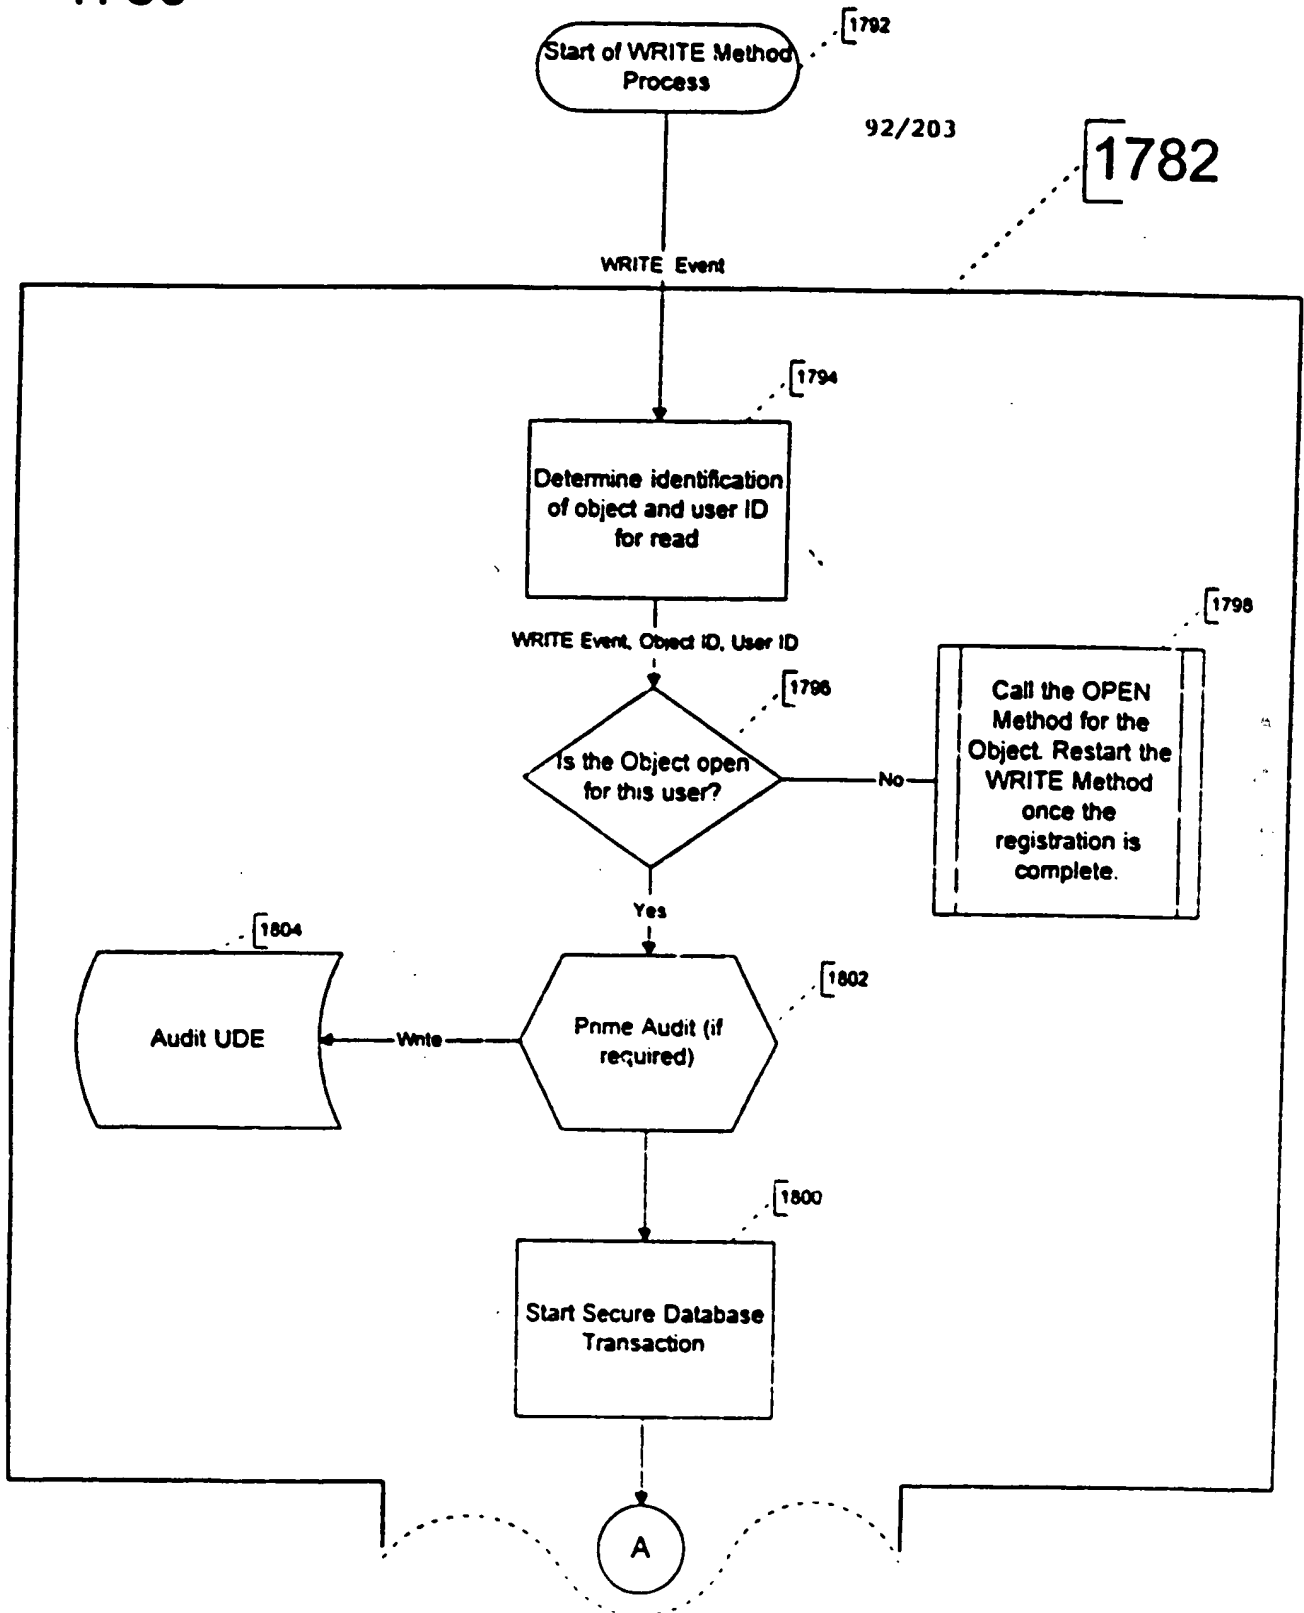 Start of WRITE Method
Process
1792
92/203
1782
WRITE Event
1794
Determine identification
of object and user ID
for read
WRITE Event, Object ID, User ID
1796
1798
Is the Object open
for this user?
No
Call the OPEN
Method for the
Object. Restart the
WRITE Method
once the
registration is
complete.
Yes
1804
1802
Audit UDE
Write
Prime Audit (if
required)
1800
Start Secure Database
Transaction
A